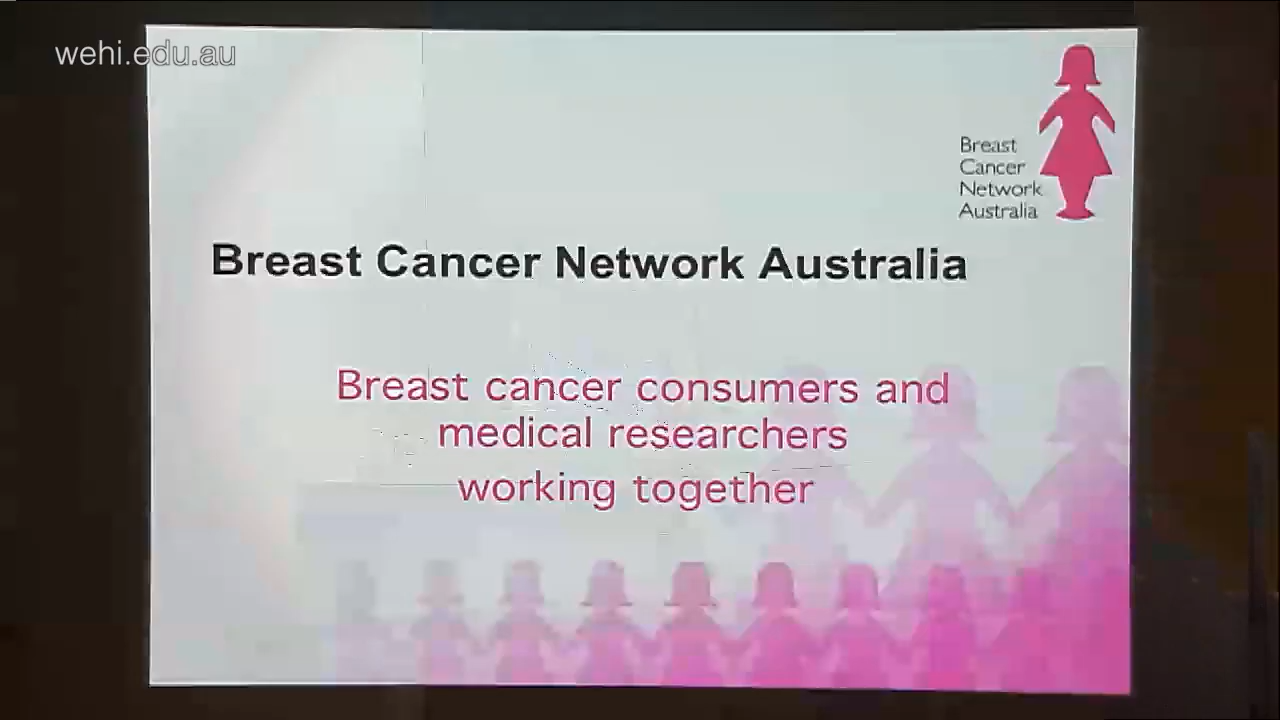 wehi.edu.au
Breast
Cancer
Network
Australia
Breast Cancer Network Australia
Breast cancer consumers and
medical researchers
working together